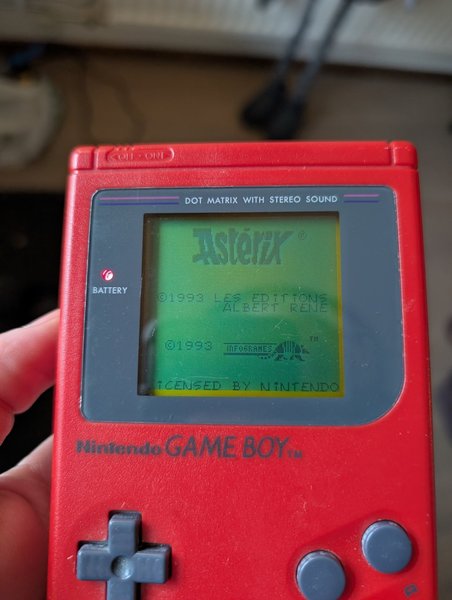 OFF • ON
DOT MATRIX WITH STEREO SOUND
Astérix ©
BATTERY
©1993 LES EDITIONS
ALBERT RENE
©1993 INFOGRAMES TM
ICENSED BY NINTENDO
Nintendo GAME BOY TM